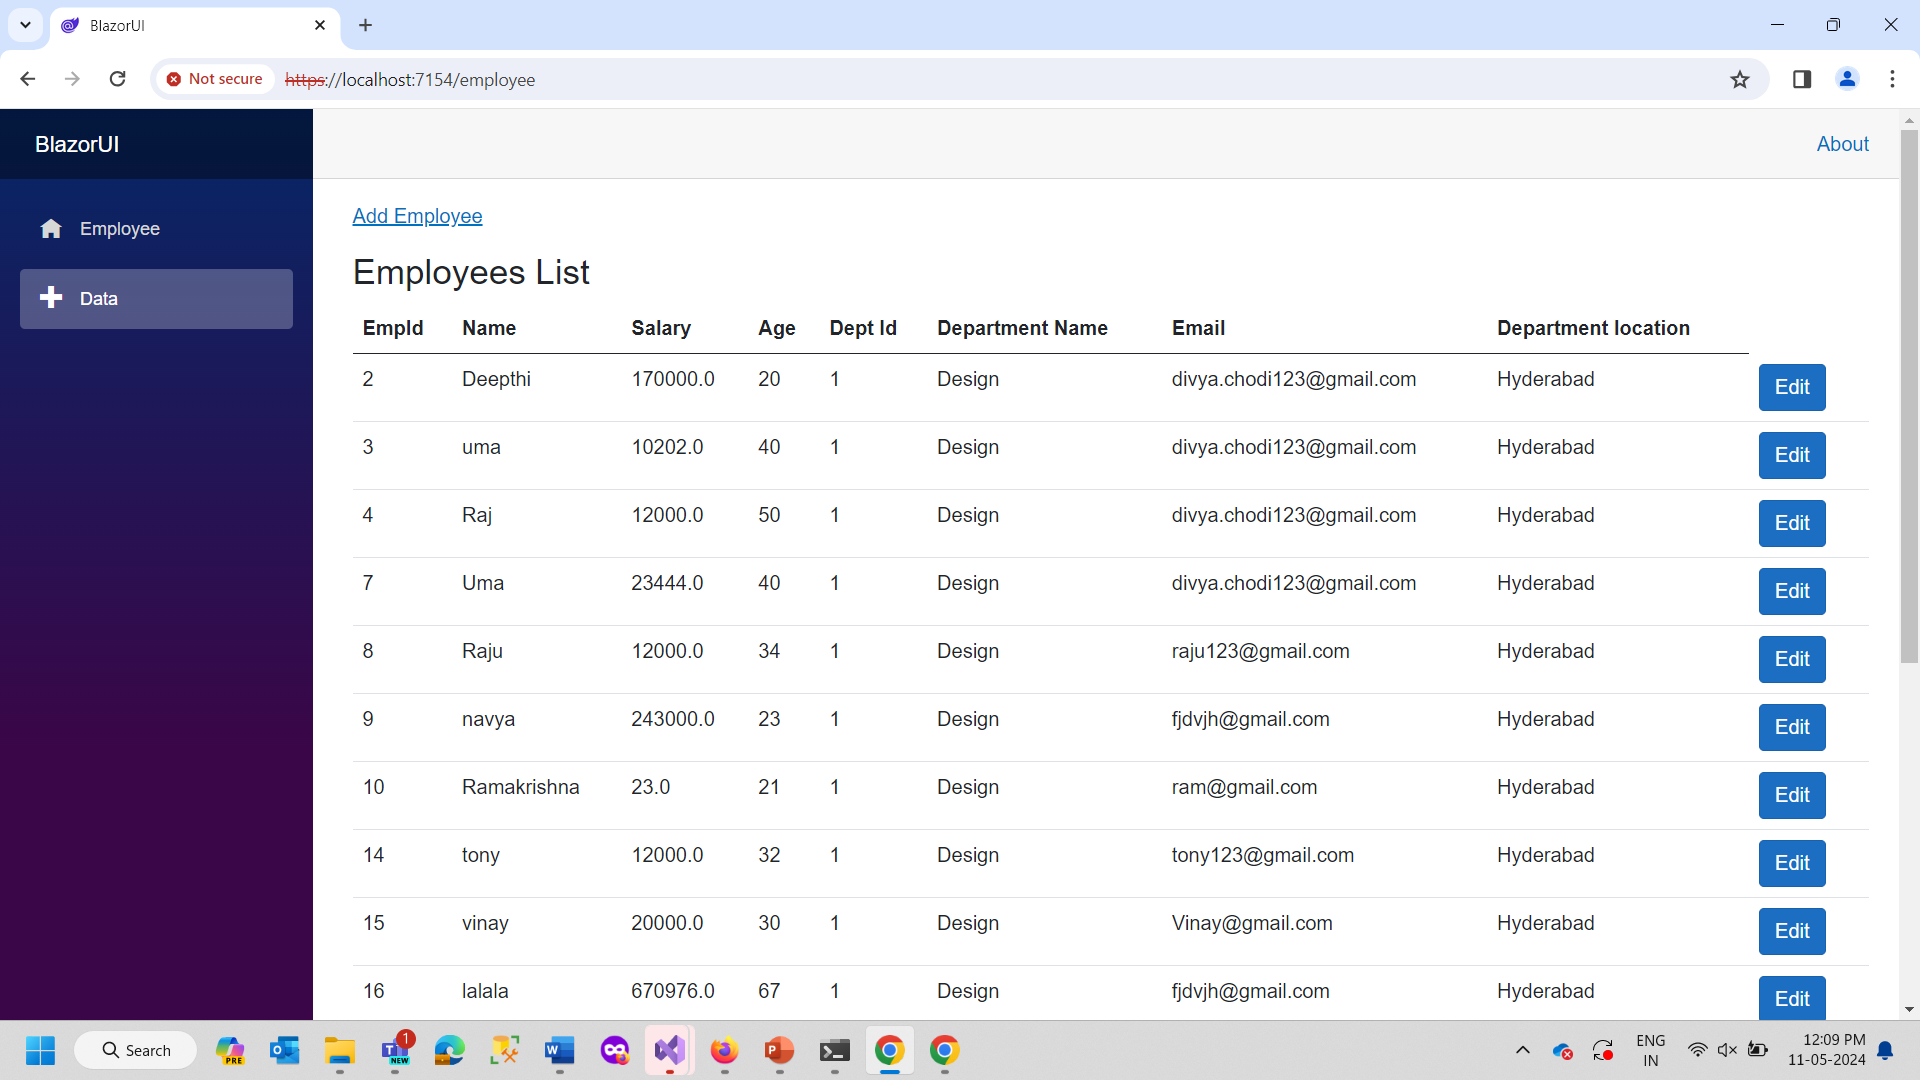 BlazorUI
Not secure https://localhost:7154/employee
BlazorUI
About
Employee
Data
Add Employee
Employees List
EmpId Name Salary Age Dept Id Department Name Email Department location
2 Deepthi 170000.0 20 1 Design divya.chodi123@gmail.com Hyderabad Edit
3 uma 10202.0 40 1 Design divya.chodi123@gmail.com Hyderabad Edit
4 Raj 12000.0 50 1 Design divya.chodi123@gmail.com Hyderabad Edit
7 Uma 23444.0 40 1 Design divya.chodi123@gmail.com Hyderabad Edit
8 Raju 12000.0 34 1 Design raju123@gmail.com Hyderabad Edit
9 navya 243000.0 23 1 Design fjdvjh@gmail.com Hyderabad Edit
10 Ramakrishna 23.0 21 1 Design ram@gmail.com Hyderabad Edit
14 tony 12000.0 32 1 Design tony123@gmail.com Hyderabad Edit
15 vinay 20000.0 30 1 Design Vinay@gmail.com Hyderabad Edit
16 lalala 670976.0 67 1 Design fjdvjh@gmail.com Hyderabad Edit
Search
PRE
1
NEW
ENG
IN
12:09 PM
11-05-2024